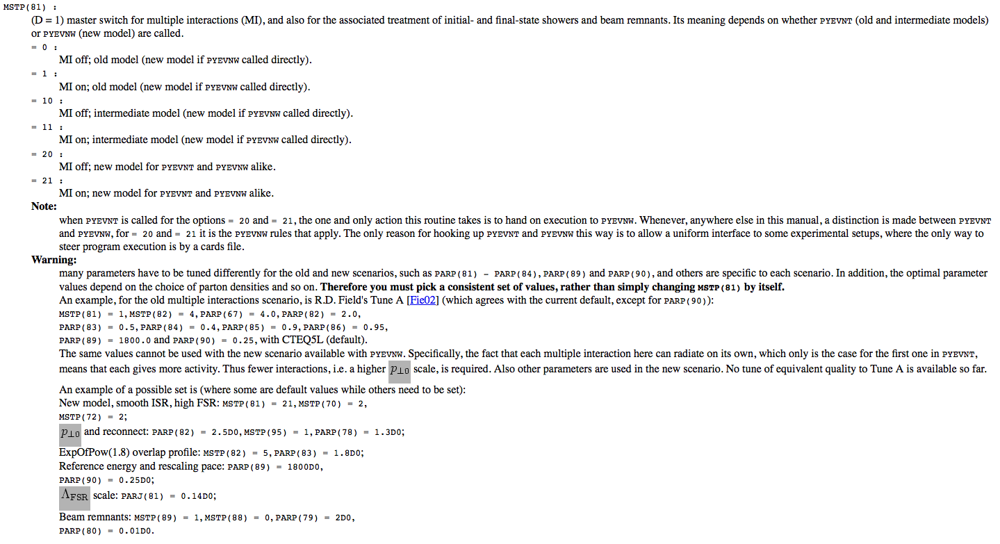 MSTP(81) :
(D = 1) master switch for multiple interactions (MI), and also for the associated treatment of initial- and final-state showers and beam remnants. Its meaning depends on whether PYEVNT (old and intermediate models)
or PYEVNW (new model) are called.
= 0 :
MI off; old model (new model if PYEVNW called directly).
= 1 :
MI on; old model (new model if PYEVNW called directly).
= 10 :
MI off; intermediate model (new model if PYEVNW called directly).
= 11 :
MI on; intermediate model (new model if PYEVNW called directly).
= 20 :
MI off; new model for PYEVNT and PYEVNW alike.
= 21 :
MI on; new model for PYEVNT and PYEVNW alike.
Note:
when PYEVNT is called for the options = 20 and = 21, the one and only action this routine takes is to hand on execution to PYEVNW. Whenever, anywhere else in this manual, a distinction is made between PYEVNT
and PYEVNW, for = 20 and = 21 it is the PYEVNW rules that apply. The only reason for hooking up PYEVNT and PYEVNW this way is to allow a uniform interface to some experimental setups, where the only way to
steer program execution is by a cards file.
Warning:
many parameters have to be tuned differently for the old and new scenarios, such as PARP(81) - PARP(84), PARP(89) and PARP(90), and others are specific to each scenario. In addition, the optimal parameter
values depend on the choice of parton densities and so on. Therefore you must pick a consistent set of values, rather than simply changing MSTP(81) by itself.
An example, for the old multiple interactions scenario, is R.D. Field's Tune A [Fie02] (which agrees with the current default, except for PARP(90)):
MSTP(81) = 1, MSTP(82) = 4, PARP(67) = 4.0, PARP(82) = 2.0,
PARP(83) = 0.5, PARP(84) = 0.4, PARP(85) = 0.9, PARP(86) = 0.95,
PARP(89) = 1800.0 and PARP(90) = 0.25, with CTEQ5L (default).
The same values cannot be used with the new scenario available with PYEVNW. Specifically, the fact that each multiple interaction here can radiate on its own, which only is the case for the first one in PYEVNT,
means that each gives more activity. Thus fewer interactions, i.e. a higher p⊥0 scale, is required. Also other parameters are used in the new scenario. No tune of equivalent quality to Tune A is available so far.
An example of a possible set is (where some are default values while others need to be set):
New model, smooth ISR, high FSR: MSTP(81) = 21, MSTP(70) = 2,
MSTP(72) = 2;
p⊥0 and reconnect: PARP(82) = 2.5D0, MSTP(95) = 1, PARP(78) = 1.3D0;
ExpOfPow(1.8) overlap profile: MSTP(82) = 5, PARP(83) = 1.8D0;
Reference energy and rescaling pace: PARP(89) = 1800D0,
PARP(90) = 0.25D0;
ΛFSR scale: PARJ(81) = 0.14D0;
Beam remnants: MSTP(89) = 1, MSTP(88) = 0, PARP(79) = 2D0,
PARP(80) = 0.01D0.